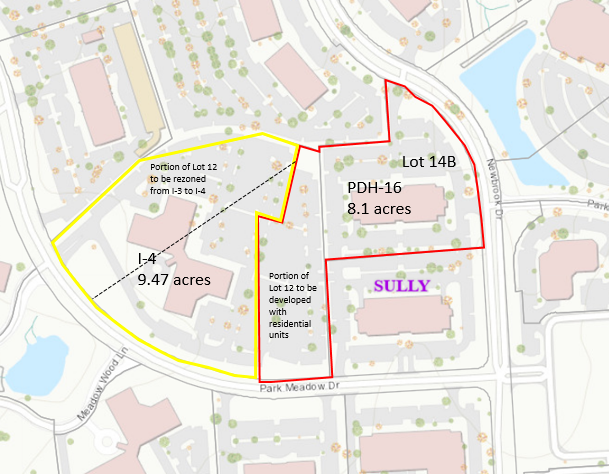 Portion of Lot 12
to be rezoned
from I-3 to I-4
Lot 14B
PDH-16
8.1 acres
Newbrook Dr
Park
I-4
9.47 acres
Portion of
Lot 12 to be
developed
with
residential
units
SULLY
Meadow Wood Ln
Park Meadow Dr